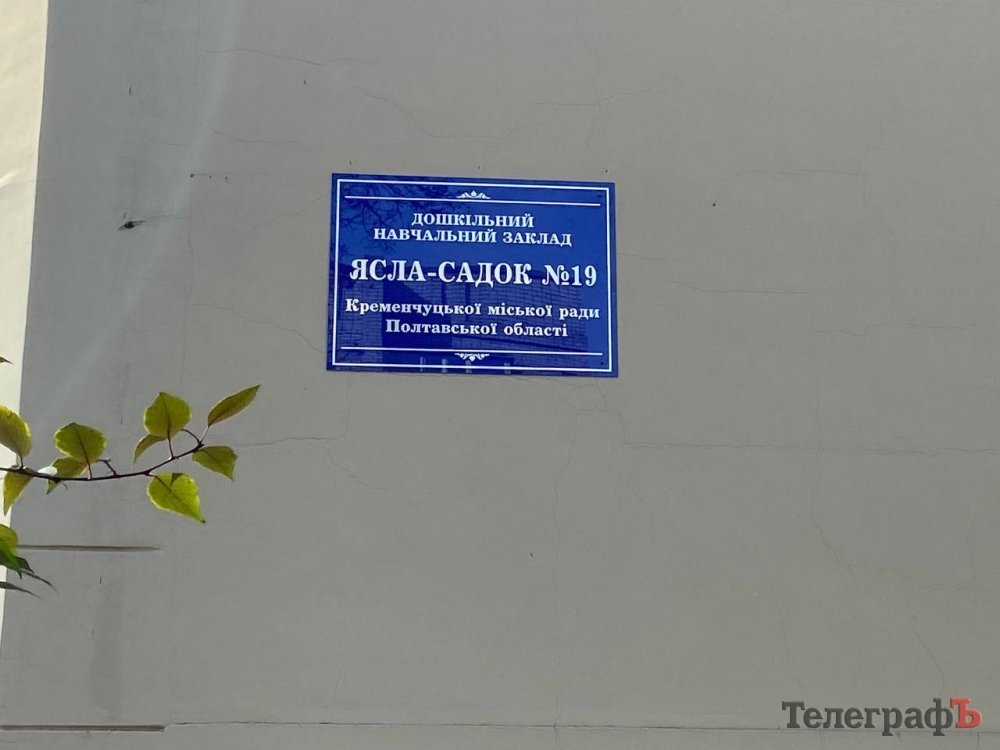 ДОШКІЛЬНИЙ
НАВЧАЛЬНИЙ ЗАКЛАД
ЯСЛА-САДОК №19
Кременчуцької міської ради
Полтавської області
ТелеграфЪ